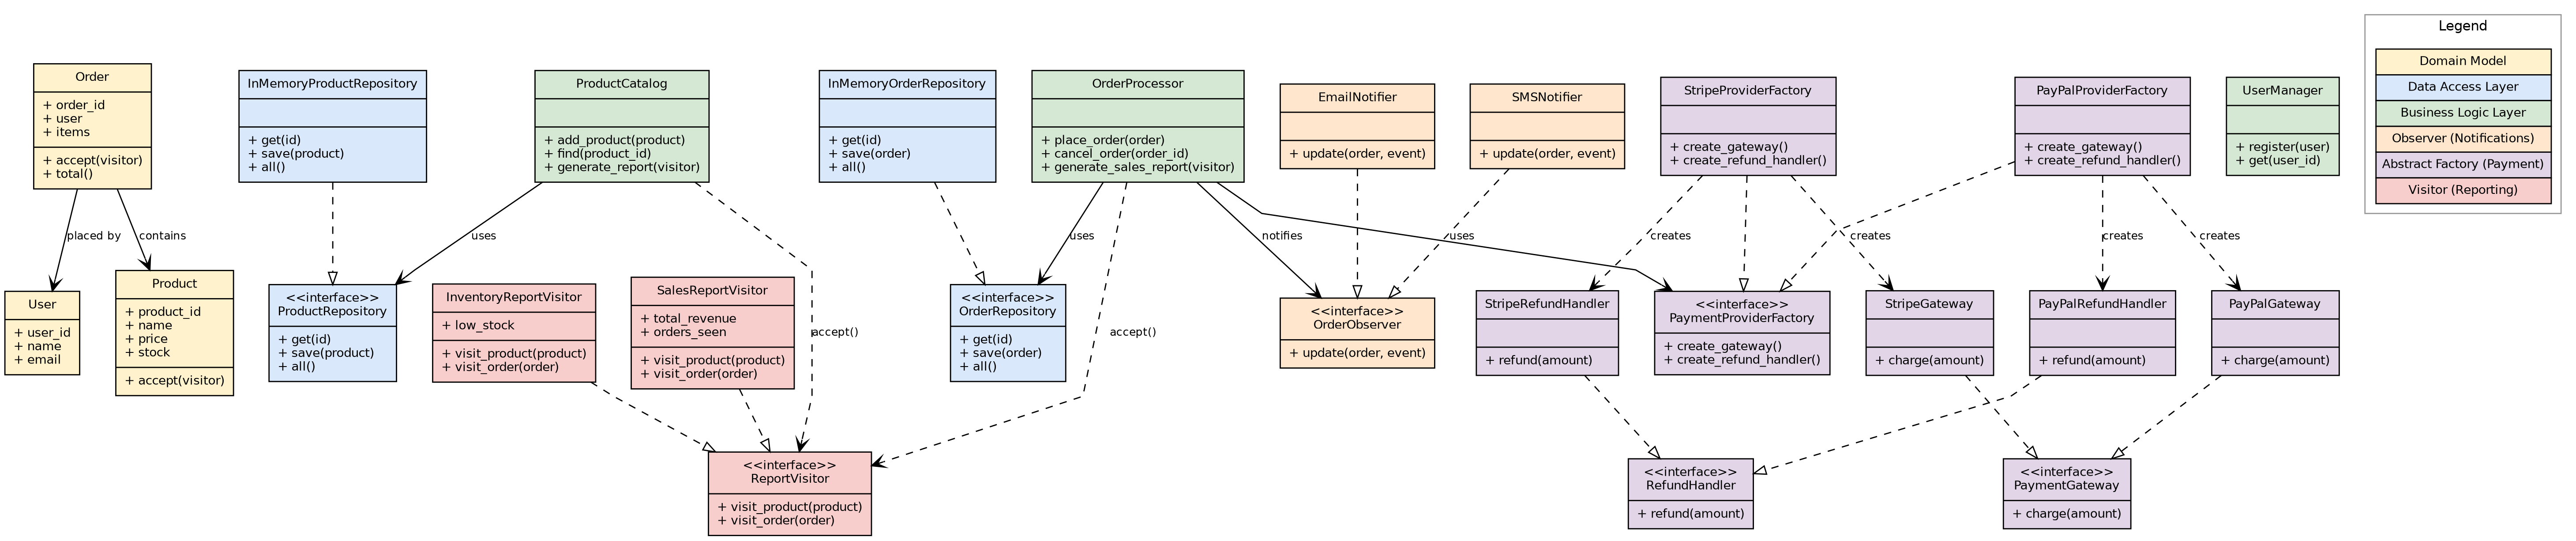 Legend
Domain Model
Data Access Layer
Business Logic Layer
Observer (Notifications)
Abstract Factory (Payment)
Visitor (Reporting)
Order
+ order_id
+ user
+ items
+ accept(visitor)
+ total()
InMemoryProductRepository
+ get(id)
+ save(product)
+ all()
ProductCatalog
+ add_product(product)
+ find(product_id)
+ generate_report(visitor)
InMemoryOrderRepository
+ get(id)
+ save(order)
+ all()
OrderProcessor
+ place_order(order)
+ cancel_order(order_id)
+ generate_sales_report(visitor)
EmailNotifier
+ update(order, event)
SMSNotifier
+ update(order, event)
StripeProviderFactory
+ create_gateway()
+ create_refund_handler()
PayPalProviderFactory
+ create_gateway()
+ create_refund_handler()
UserManager
+ register(user)
+ get(user_id)
placed by
contains
uses
uses
notifies
uses
creates
creates
creates
creates
User
+ user_id
+ name
+ email
Product
+ product_id
+ name
+ price
+ stock
+ accept(visitor)
<<interface>>
ProductRepository
+ get(id)
+ save(product)
+ all()
InventoryReportVisitor
+ low_stock
+ visit_product(product)
+ visit_order(order)
SalesReportVisitor
+ total_revenue
+ orders_seen
+ visit_product(product)
+ visit_order(order)
accept()
<<interface>>
OrderRepository
+ get(id)
+ save(order)
+ all()
accept()
<<interface>>
OrderObserver
+ update(order, event)
StripeRefundHandler
+ refund(amount)
<<interface>>
PaymentProviderFactory
+ create_gateway()
+ create_refund_handler()
StripeGateway
+ charge(amount)
PayPalRefundHandler
+ refund(amount)
PayPalGateway
+ charge(amount)
<<interface>>
ReportVisitor
+ visit_product(product)
+ visit_order(order)
<<interface>>
RefundHandler
+ refund(amount)
<<interface>>
PaymentGateway
+ charge(amount)